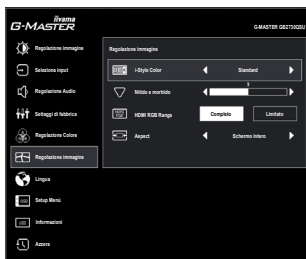 iiyama
G-MASTER
G-MASTER GB2730QSU
Regolazione immagine
Regolazione immagine
Selezione input
i-Style Color
Standard
Regolazione Audio
Nitido e morbido
3
Settaggi di fabbrica
HDMI RGB Range
Completo
Limitato
Regolazione Colore
Aspect
Schermo intero
Regolazione immagine
Lingua
OSD
Setup Menù
Informazioni
Azzera